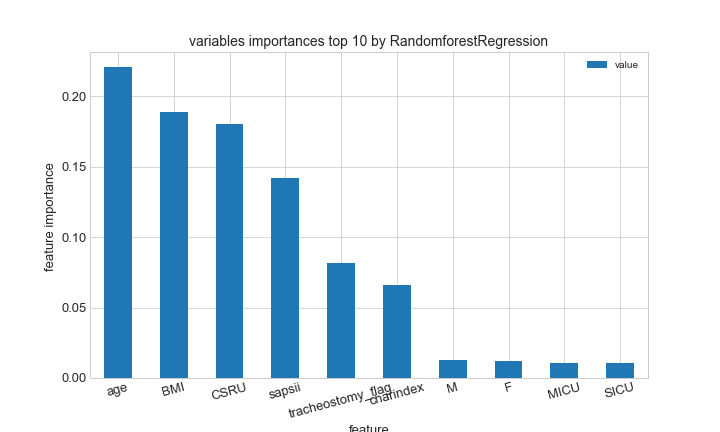 variables importances top 10 by RandomforestRegression
value
feature importance
0.20
0.15
0.10
0.05
0.00
age
BMI
CSRU
sapsii
tracheostomy_flag
charindex
M
F
MICU
SICU
feature